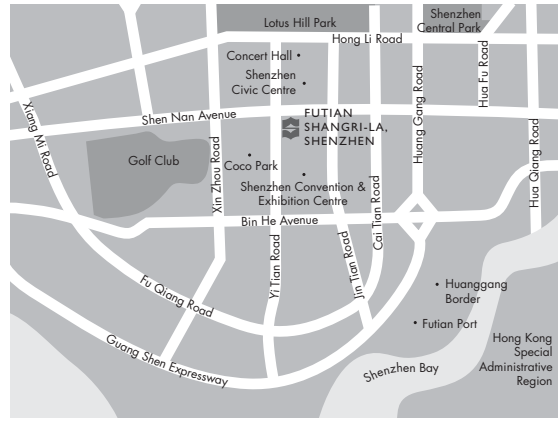 Lotus Hill Park
Shenzhen
Central Park
Hong Li Road
Concert Hall
Shenzhen
Civic Centre
Hua Fu Road
Huang Gang Road
Xiang Mi Road
Shen Nan Avenue
FUTIAN
SHANGRI-LA,
SHENZHEN
Golf Club
Xin Zhou Road
Coco Park
Hua Qiang Road
Shenzhen Convention &
Exhibition Centre
Cai Tian Road
Bin He Avenue
Yi Tian Road
Jin Tian Road
Fu Qiang Road
Huanggang
Border
Futian Port
Guang Shen Expressway
Shenzhen Bay
Hong Kong
Special
Administrative
Region